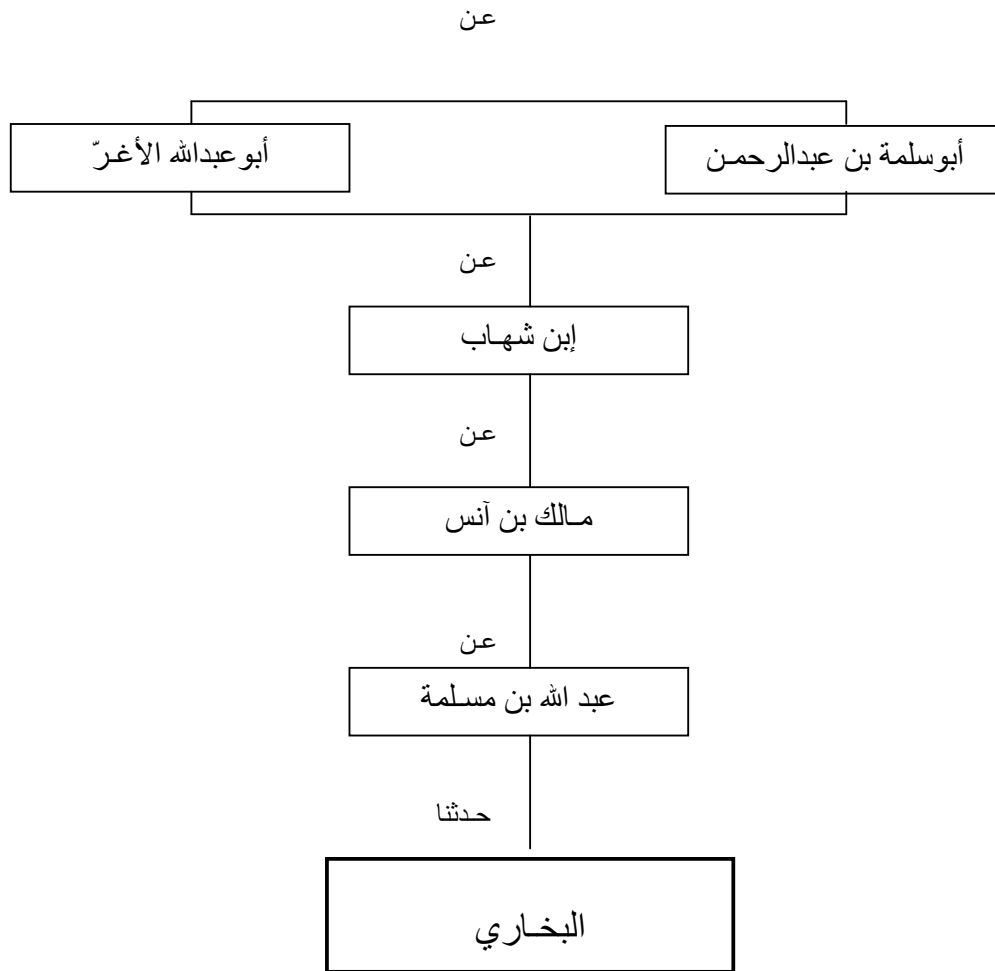 عن
أبوسلمة بن عبدالرحمن
أبوعبدالله الأغرّ
عن
إبن شهاب
عن
مالك بن آنس
عن
عبد الله بن مسلمة
حدثنا
البخاري